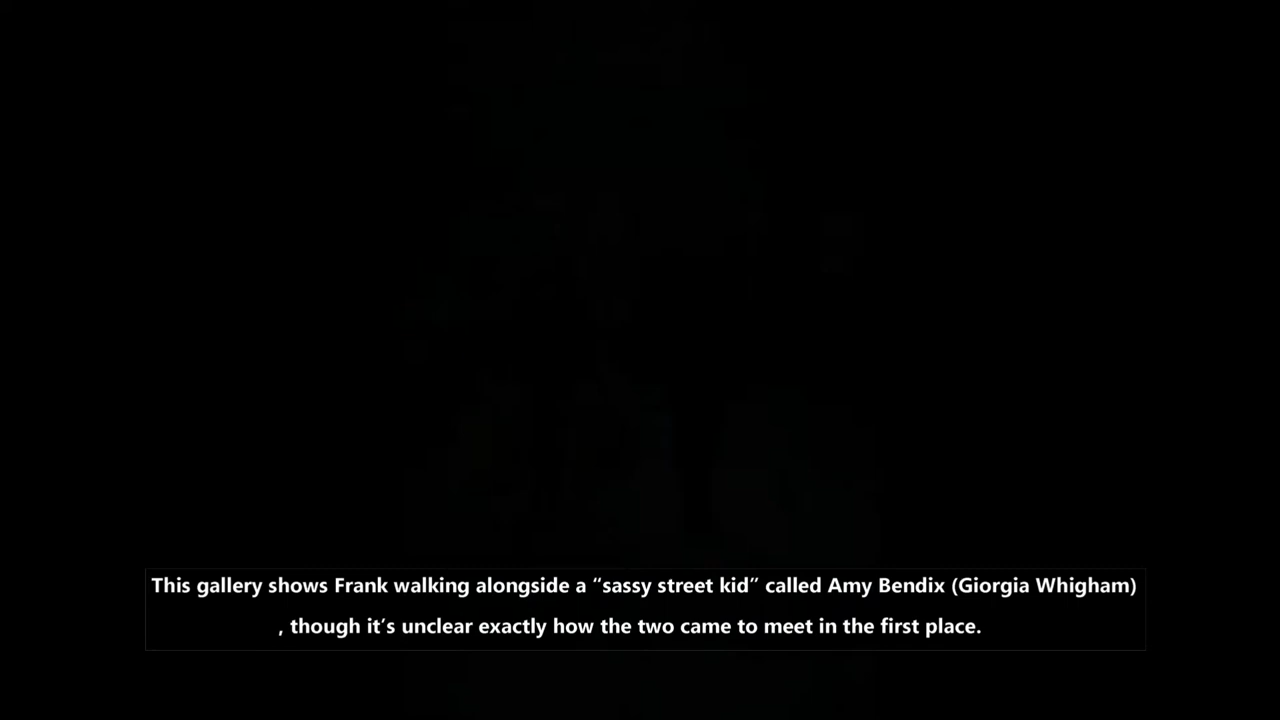 This gallery shows Frank walking alongside a “sassy street kid” called Amy Bendix (Giorgia Whigham)
, though it’s unclear exactly how the two came to meet in the first place.